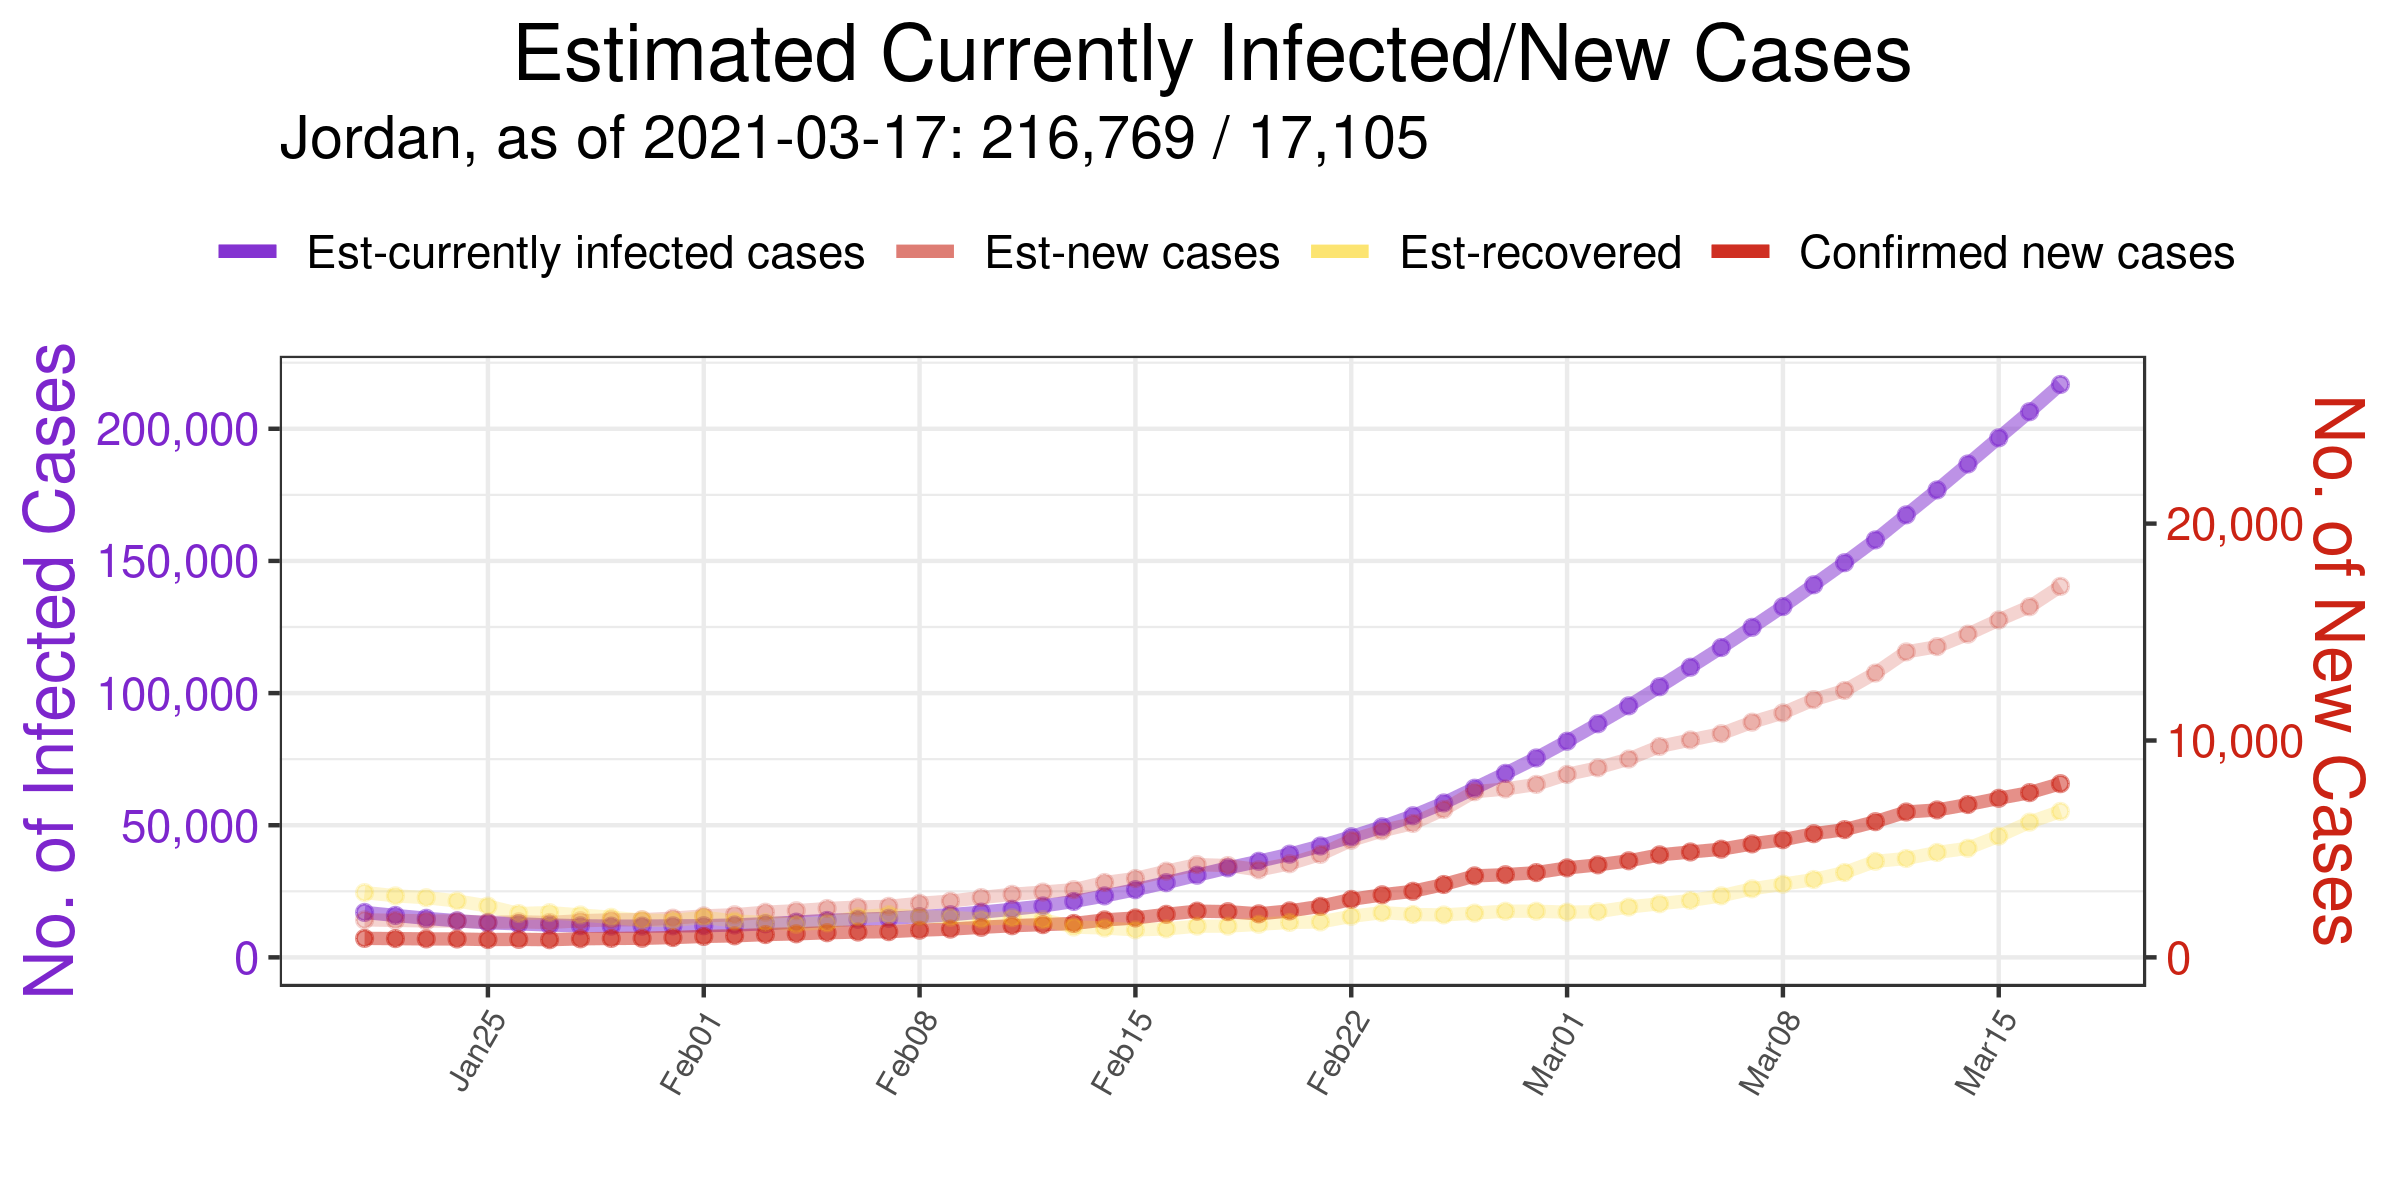 Estimated Currently Infected/New Cases
Jordan, as of 2021-03-17: 216,769 / 17,105
Est-currently infected cases Est-new cases Est-recovered Confirmed new cases
No. of Infected Cases
200,000
150,000
100,000
50,000
0
20,000
10,000
0
No. of New Cases
Jan25 Feb01 Feb08 Feb15 Feb22 Mar01 Mar08 Mar15